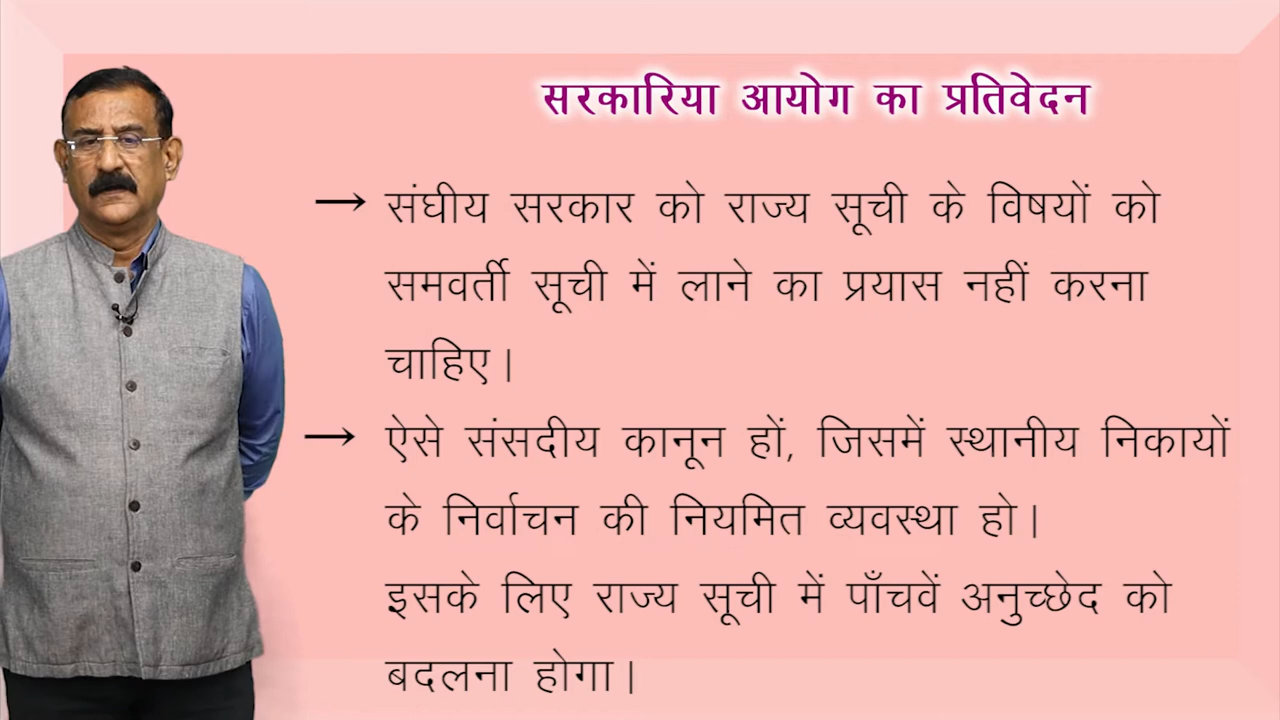 सरकारिया आयोग का प्रतिवेदन
→ संघीय सरकार को राज्य सूची के विषयों को
समवर्ती सूची में लाने का प्रयास नहीं करना
चाहिए।
→ ऐसे संसदीय कानून हों, जिसमें स्थानीय निकायों
के निर्वाचन की नियमित व्यवस्था हो।
इसके लिए राज्य सूची में पाँचवें अनुच्छेद को
बदलना होगा।